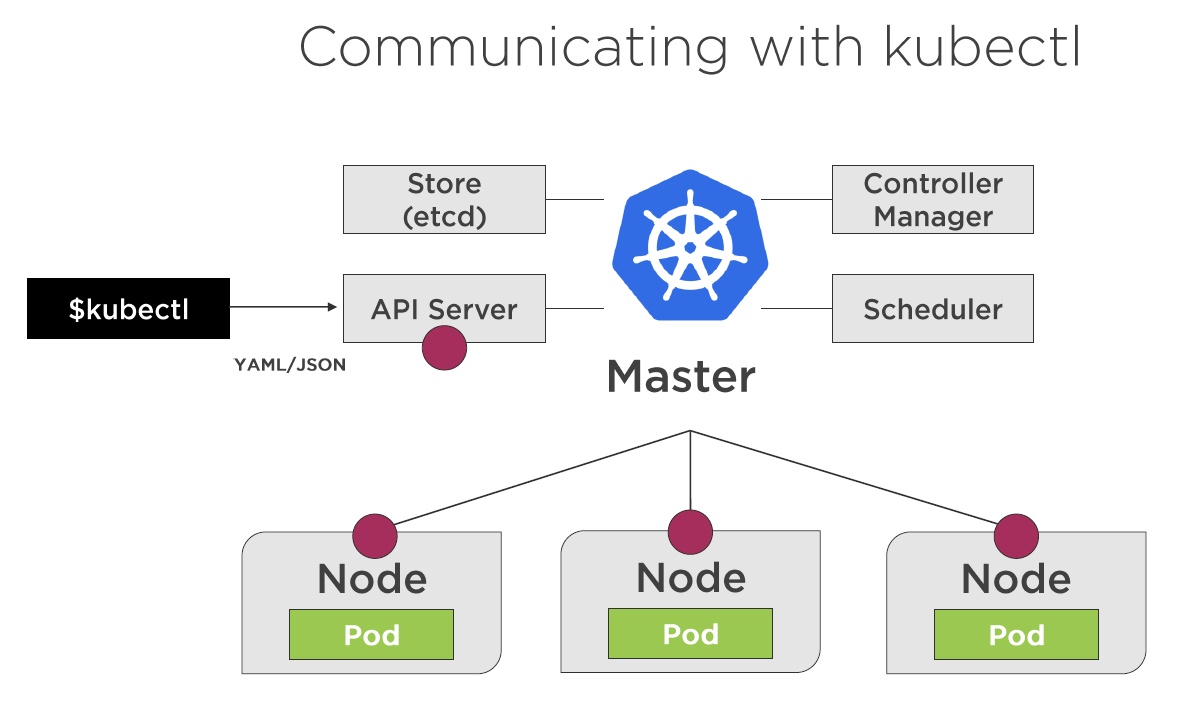 Communicating with kubectl
Store
(etcd)
Controller
Manager
$kubectl
API Server
Scheduler
YAML/JSON
Master
Node
Node
Node
Pod
Pod
Pod